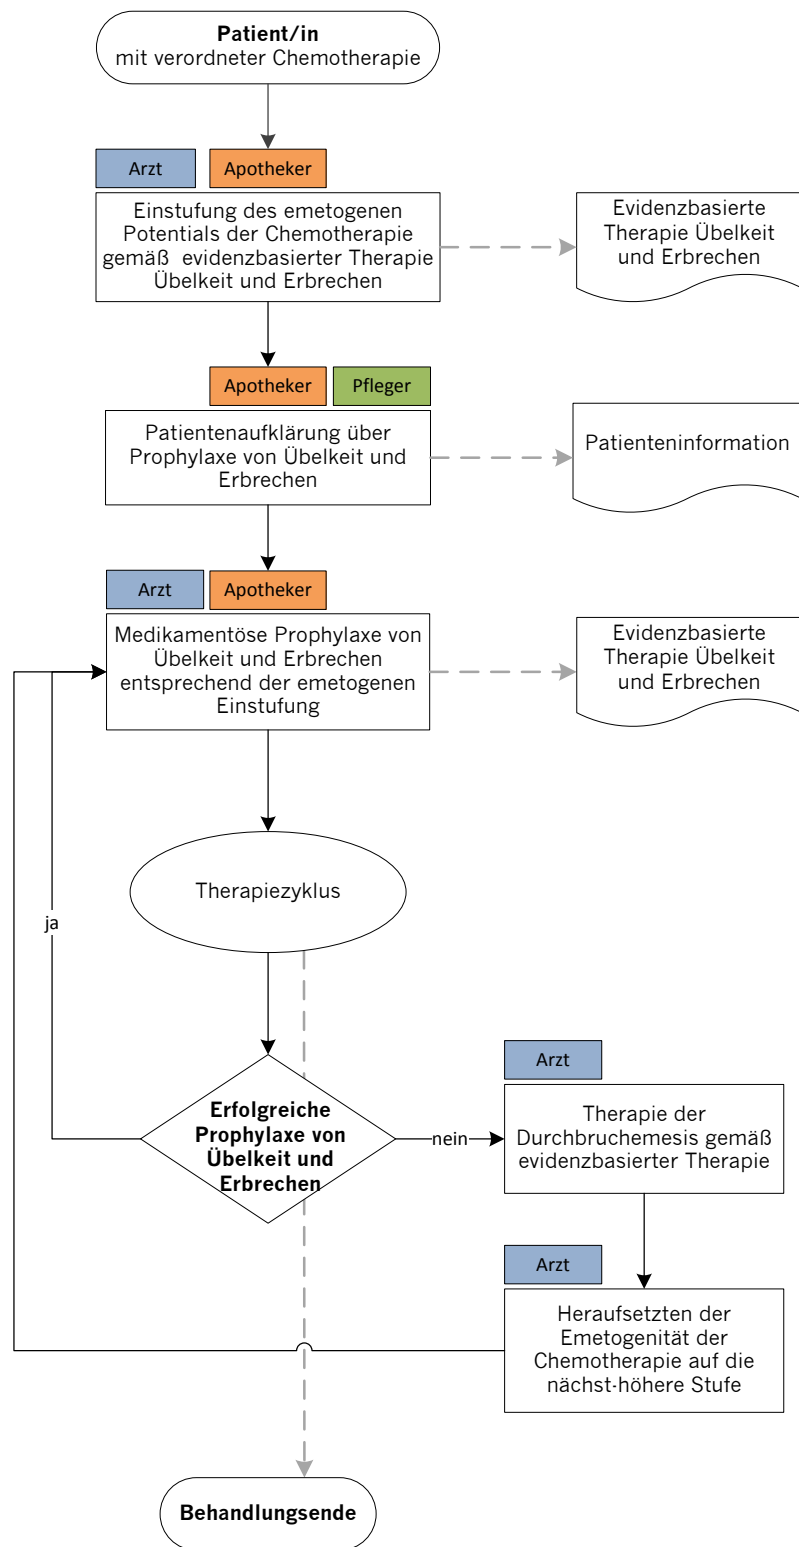 Patient/in
mit verordneter Chemotherapie
Arzt
Apotheker
Einstufung des emetogenen
Potentials der Chemotherapie
gemäß evidenzbasierter Therapie
Übelkeit und Erbrechen
Evidenzbasierte
Therapie Übelkeit
und Erbrechen
Apotheker
Pfleger
Patientenaufklärung über
Prophylaxe von Übelkeit und
Erbrechen
Patienteninformation
Arzt
Apotheker
Medikamentöse Prophylaxe von
Übelkeit und Erbrechen
entsprechend der emetogenen
Einstufung
Evidenzbasierte
Therapie Übelkeit
und Erbrechen
Therapiezyklus
ja
Erfolgreiche
Prophylaxe von
Übelkeit und
Erbrechen
nein
Arzt
Therapie der
Durchbruchemesis gemäß
evidenzbasierter Therapie
Arzt
Heraufsetzten der
Emetogenität der
Chemotherapie auf die
nächst-höhere Stufe
Behandlungsende